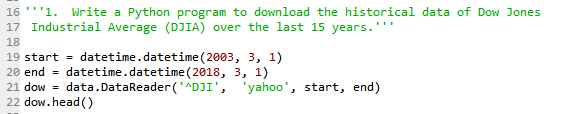 16 '''1.  Write a Python program to download the historical data of Dow Jones
17  Industrial Average (DJIA) over the last 15 years.'''
18
19 start = datetime.datetime(2003, 3, 1)
20 end = datetime.datetime(2018, 3, 1)
21 dow = data.DataReader('^DJI',  'yahoo', start, end)
22 dow.head()